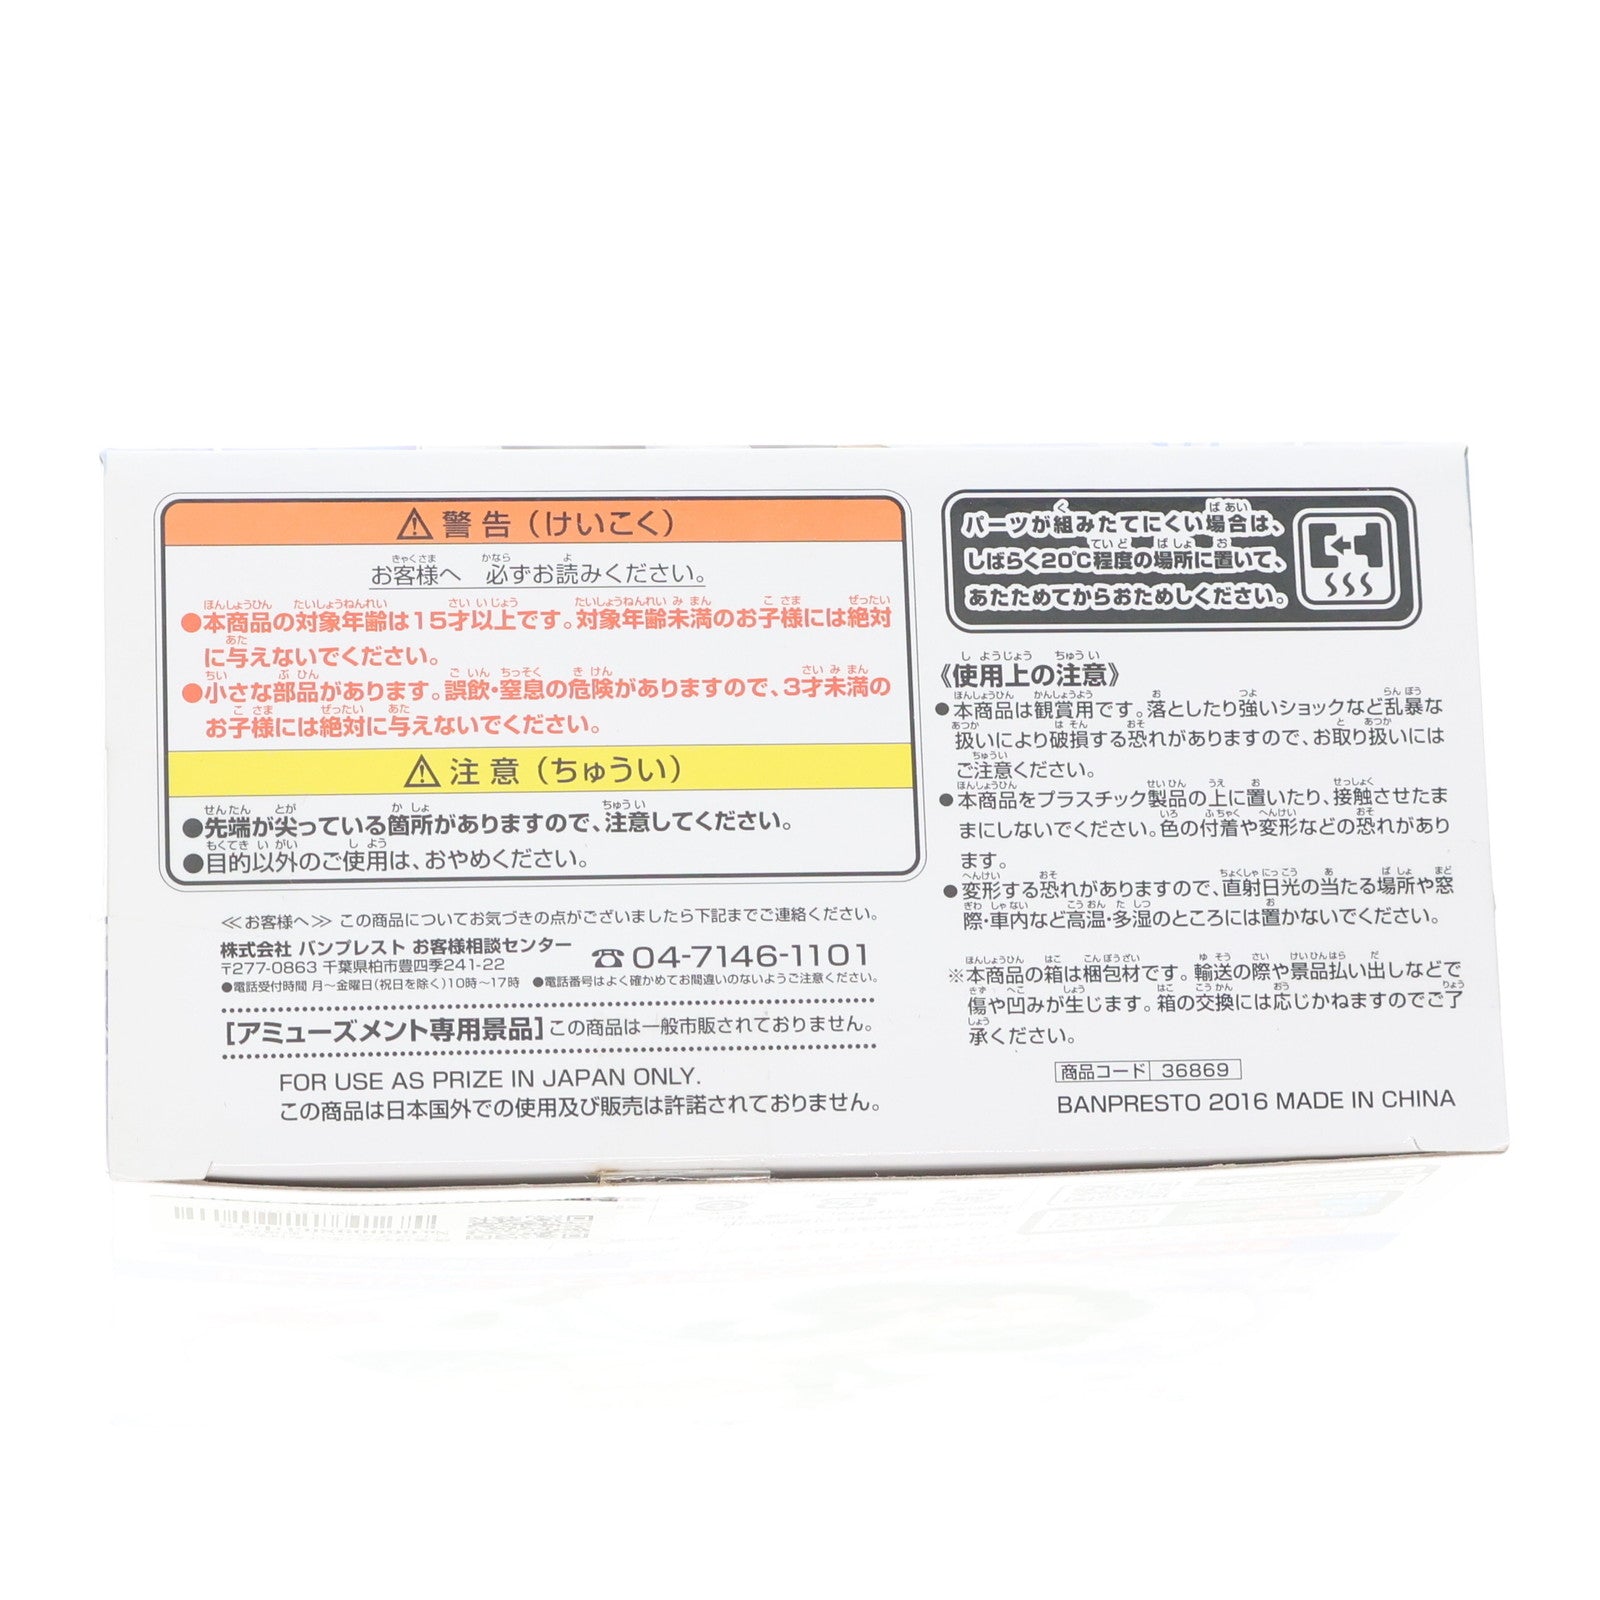 ⚠警告（けいこく）
お客様へ 必ずお読みください。
●本商品の対象年齢は15才以上です。対象年齢未満のお子様には絶対
に与えないでください。
●小さな部品があります。誤飲・窒息の危険がありますので、3才未満の
お子様には絶対に与えないでください。
⚠注意（ちゅうい）
●先端が尖っている箇所がありますので、注意してください。
●目的以外のご使用は、おやめください。
≪お客様へ≫ この商品についてお気づきの点がございましたら下記までご連絡ください。
株式会社 バンプレスト お客様相談センター
☎04-7146-1101
〒277-0863 千葉県柏市豊四季241-22
●電話受付時間 月～金曜日(祝日を除く)10時～17時 ●電話番号はよく確かめてお間違いのないようご注意ください。
[アミューズメント専用景品]この商品は一般市販されておりません。
FOR USE AS PRIZE IN JAPAN ONLY.
この商品は日本国外での使用及び販売は許諾されておりません。
パーツが組みたてにくい場合は、
しばらく20℃程度の場所に置いて、
あたためてからおためしください。
《使用上の注意》
●本商品は観賞用です。落としたり強いショックなど乱暴な
扱いにより破損する恐れがありますので、お取り扱いには
ご注意ください。
●本商品をプラスチック製品の上に置いたり、接触させたま
まにしないでください。色の付着や変形などの恐れがあり
ます。
●変形する恐れがありますので、直射日光の当たる場所や窓
際・車内など高温・多湿のところには置かないでください。
※本商品の箱は梱包材です。輸送の際や景品払い出しなどで
傷や凹みが生じます。箱の交換には応じかねますのでご了
承ください。
商品コード 36869
BANPRESTO 2016 MADE IN CHINA